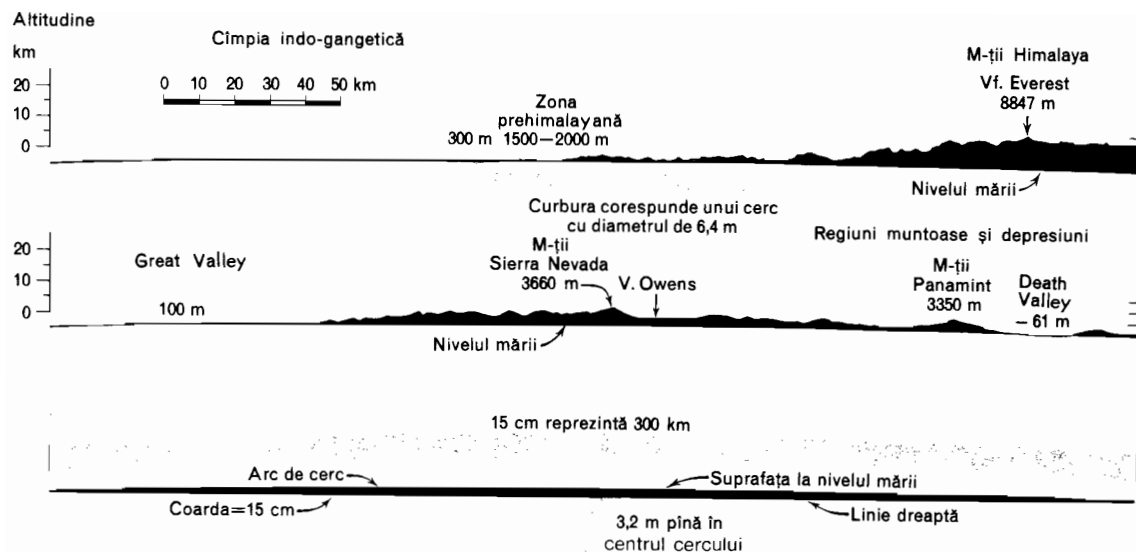 Altitudine
km
Cîmpia indo-gangetică
0 10 20 30 40 50 km
20
10
0
Zona
prehimalayană
300 m 1500—2000 m
M-ții Himalaya
Vf. Everest
8847 m
Nivelul mării
Curbura corespunde unui cerc
cu diametrul de 6,4 m
Regiuni muntoase și depresiuni
20
10
0
Great Valley
100 m
M-ții
Sierra Nevada
3660 m
V. Owens
M-ții
Panamint
3350 m
Death
Valley
— 61 m
Nivelul mării
15 cm reprezintă 300 km
Arc de cerc
Suprafața la nivelul mării
Coarda=15 cm
Linie dreaptă
3,2 m pînă în
centrul cercului